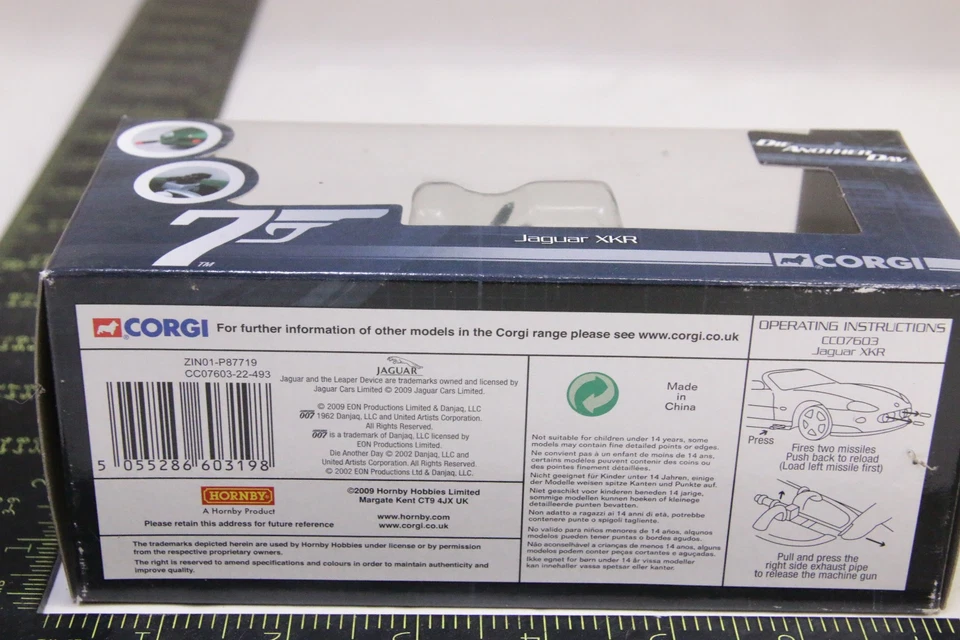 DIE ANOTHER DAY
7
TM
Jaguar XKR
CORGI
CORGI
For further information of other models in the Corgi range please see www.corgi.co.uk
ZIN01-P87719
CC07603-22-493
5 055286 603198
HORNBY
A Hornby Product
Please retain this address for future reference
JAGUAR
Jaguar and the Leaper Device are trademarks owned and licensed by
Jaguar Cars Limited © 2009 Jaguar Cars Limited.
© 2009 EON Productions Limited & Danjaq, LLC
007 1962 Danjaq, LLC and United Artists Corporation.
All Rights Reserved.
007 is a trademark of Danjaq, LLC licensed by
EON Productions Limited.
Die Another Day © 2002 Danjaq, LLC and
United Artists Corporation. All Rights Reserved.
© 2002 EON Productions Ltd & Danjaq, LLC
©2009 Hornby Hobbies Limited
Margate Kent CT9 4JX UK
www.hornby.com
www.corgi.co.uk
The trademarks depicted herein are used by Hornby Hobbies under license or by permission
from the respective proprietary owners.
The right is reserved to amend specifications and colours in order to maintain authenticity and
improve quality.
Made
in
China
Not suitable for children under 14 years, some
models may contain fine detailed points or edges.
Ne convient pas à un enfant de moins de 14 ans.
certains modèles peuvent contenir des coins ou
des pointes finement détaillées.
Nicht geeignet für Kinder unter 14 Jahren, einige
der Modelle weisen spitze Kanten und Punkte auf.
Niet geschikt voor kinderen beneden 14 jarige,
sommige modellen kunnen hoeken of kleinege
detailleerde punten bevatten.
Non adatto a ragazzi ai 14 anni di età, potrebbe
contenere punte o spigoli taglienti.
No valido para niños menores de 14 años, algunos
modelos pueden tener puntas o bordes agudos.
Não aconselhável a crianças de menos 14 anos, alguns
modelos podem conter peças cortantes e aguçadas.
Ikke egnet for børn under 14 år vissa modeller
kan innehaller vassa spetsar eller kanter.
OPERATING INSTRUCTIONS
CC07603
Jaguar XKR
Press
Fires two missiles
Push back to reload
(Load left missile first)
Pull and press the
right side exhaust pipe
to release the machine gun
1 2 3 4 5 6 7 8